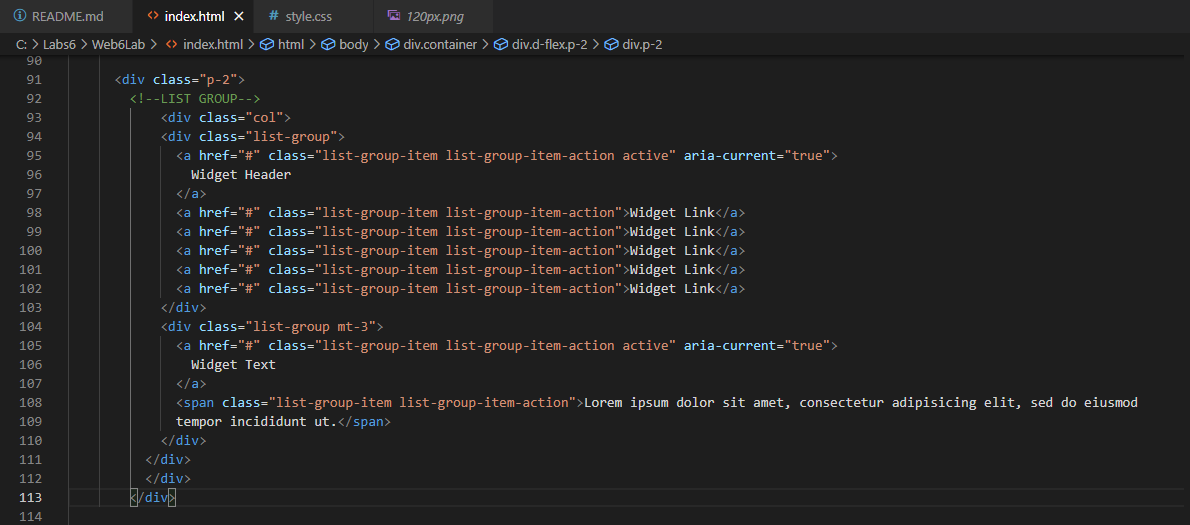 README.md index.html style.css 120px.png
C: > Labs6 > Web6Lab > index.html > html > body > div.container > div.d-flex.p-2 > div.p-2
90
91 <div class="p-2">
92 <!--LIST GROUP-->
93 <div class="col">
94 <div class="list-group">
95 <a href="#" class="list-group-item list-group-item-action active" aria-current="true">
96 Widget Header
97 </a>
98 <a href="#" class="list-group-item list-group-item-action">Widget Link</a>
99 <a href="#" class="list-group-item list-group-item-action">Widget Link</a>
100 <a href="#" class="list-group-item list-group-item-action">Widget Link</a>
101 <a href="#" class="list-group-item list-group-item-action">Widget Link</a>
102 <a href="#" class="list-group-item list-group-item-action">Widget Link</a>
103 </div>
104 <div class="list-group mt-3">
105 <a href="#" class="list-group-item list-group-item-action active" aria-current="true">
106 Widget Text
107 </a>
108 <span class="list-group-item list-group-item-action">Lorem ipsum dolor sit amet, consectetur adipisicing elit, sed do eiusmod
109 tempor incididunt ut.</span>
110 </div>
111 </div>
112 </div>
113 </div>
114